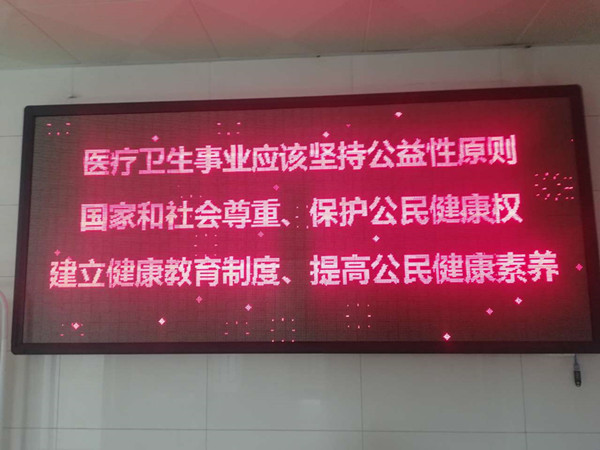 医疗卫生事业应该坚持公益性原则
国家和社会尊重、保护公民健康权
建立健康教育制度、提高公民健康素养